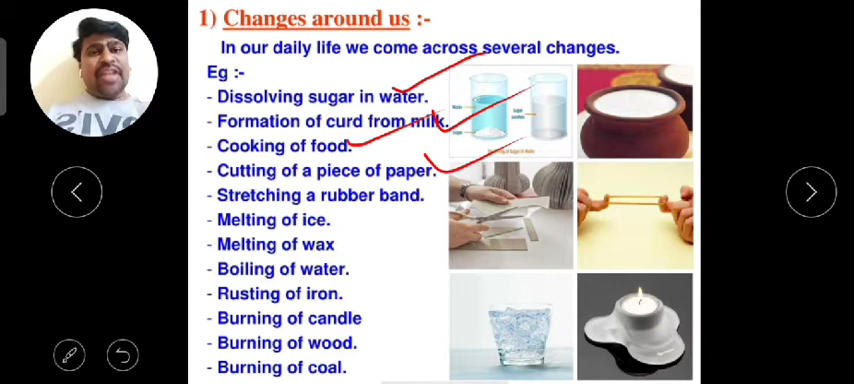 1) Changes around us :-
In our daily life we come across several changes.
Eg :-
- Dissolving sugar in water.
- Formation of curd from milk.
- Cooking of food.
- Cutting of a piece of paper.
- Stretching a rubber band.
- Melting of ice.
- Melting of wax
- Boiling of water.
- Rusting of iron.
- Burning of candle
- Burning of wood.
- Burning of coal.